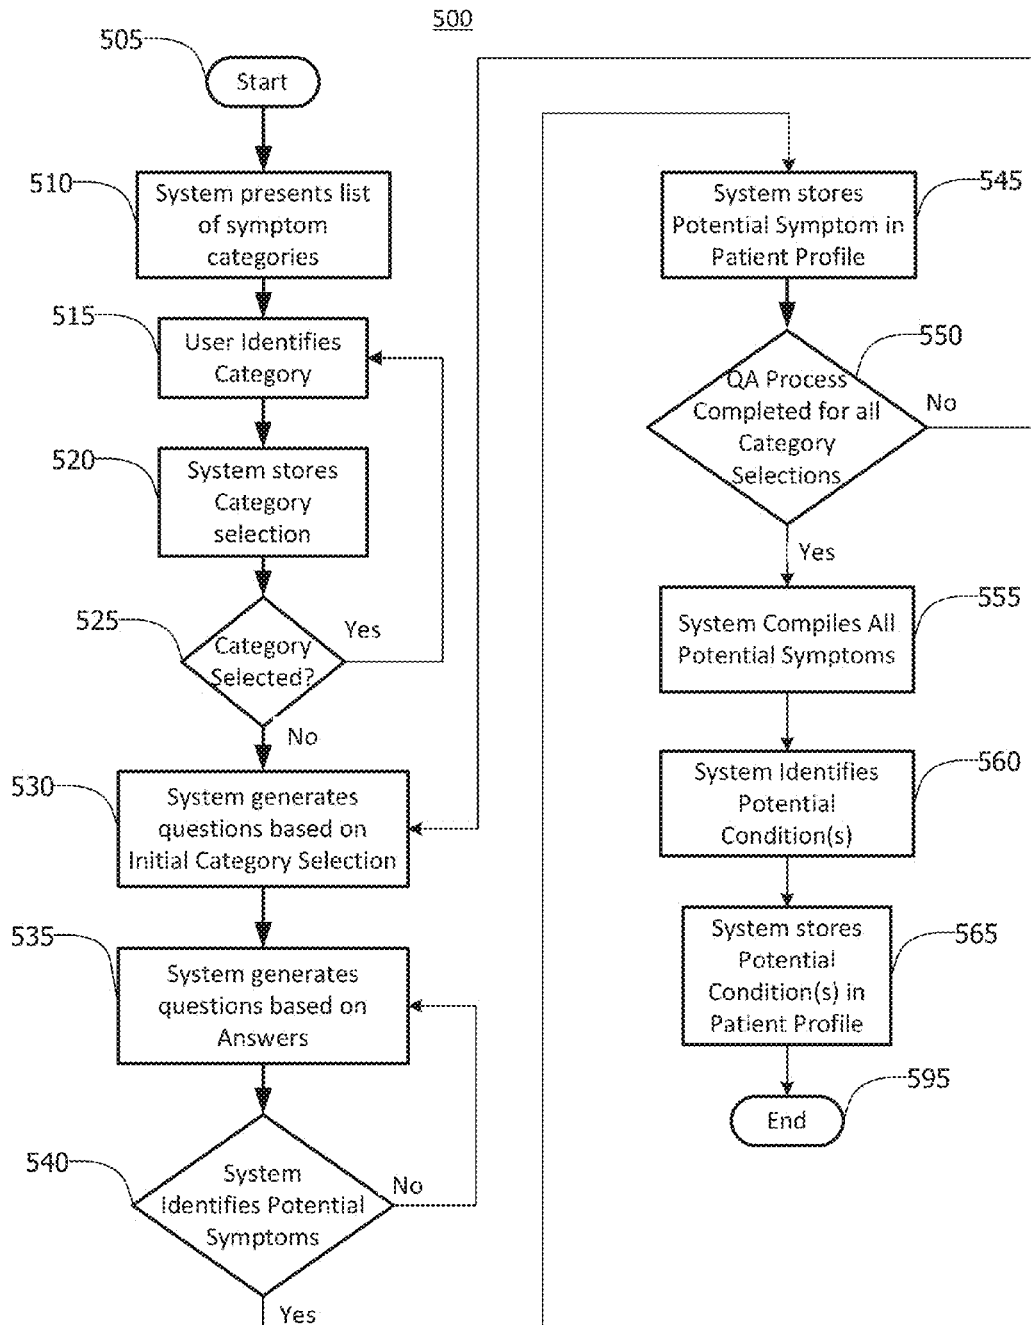 500
505
Start
510
System presents list
of symptom
categories
515
User Identifies
Category
520
System stores
Category
selection
525
Category
Selected?
Yes
No
530
System generates
questions based on
Initial Category Selection
535
System generates
questions based on
Answers
540
System
Identifies Potential
Symptoms
No
Yes
545
System stores
Potential Symptom in
Patient Profile
550
QA Process
Completed for all
Category
Selections
No
Yes
555
System Compiles All
Potential Symptoms
560
System Identifies
Potential
Condition(s)
565
System stores
Potential
Condition(s) in
Patient Profile
595
End